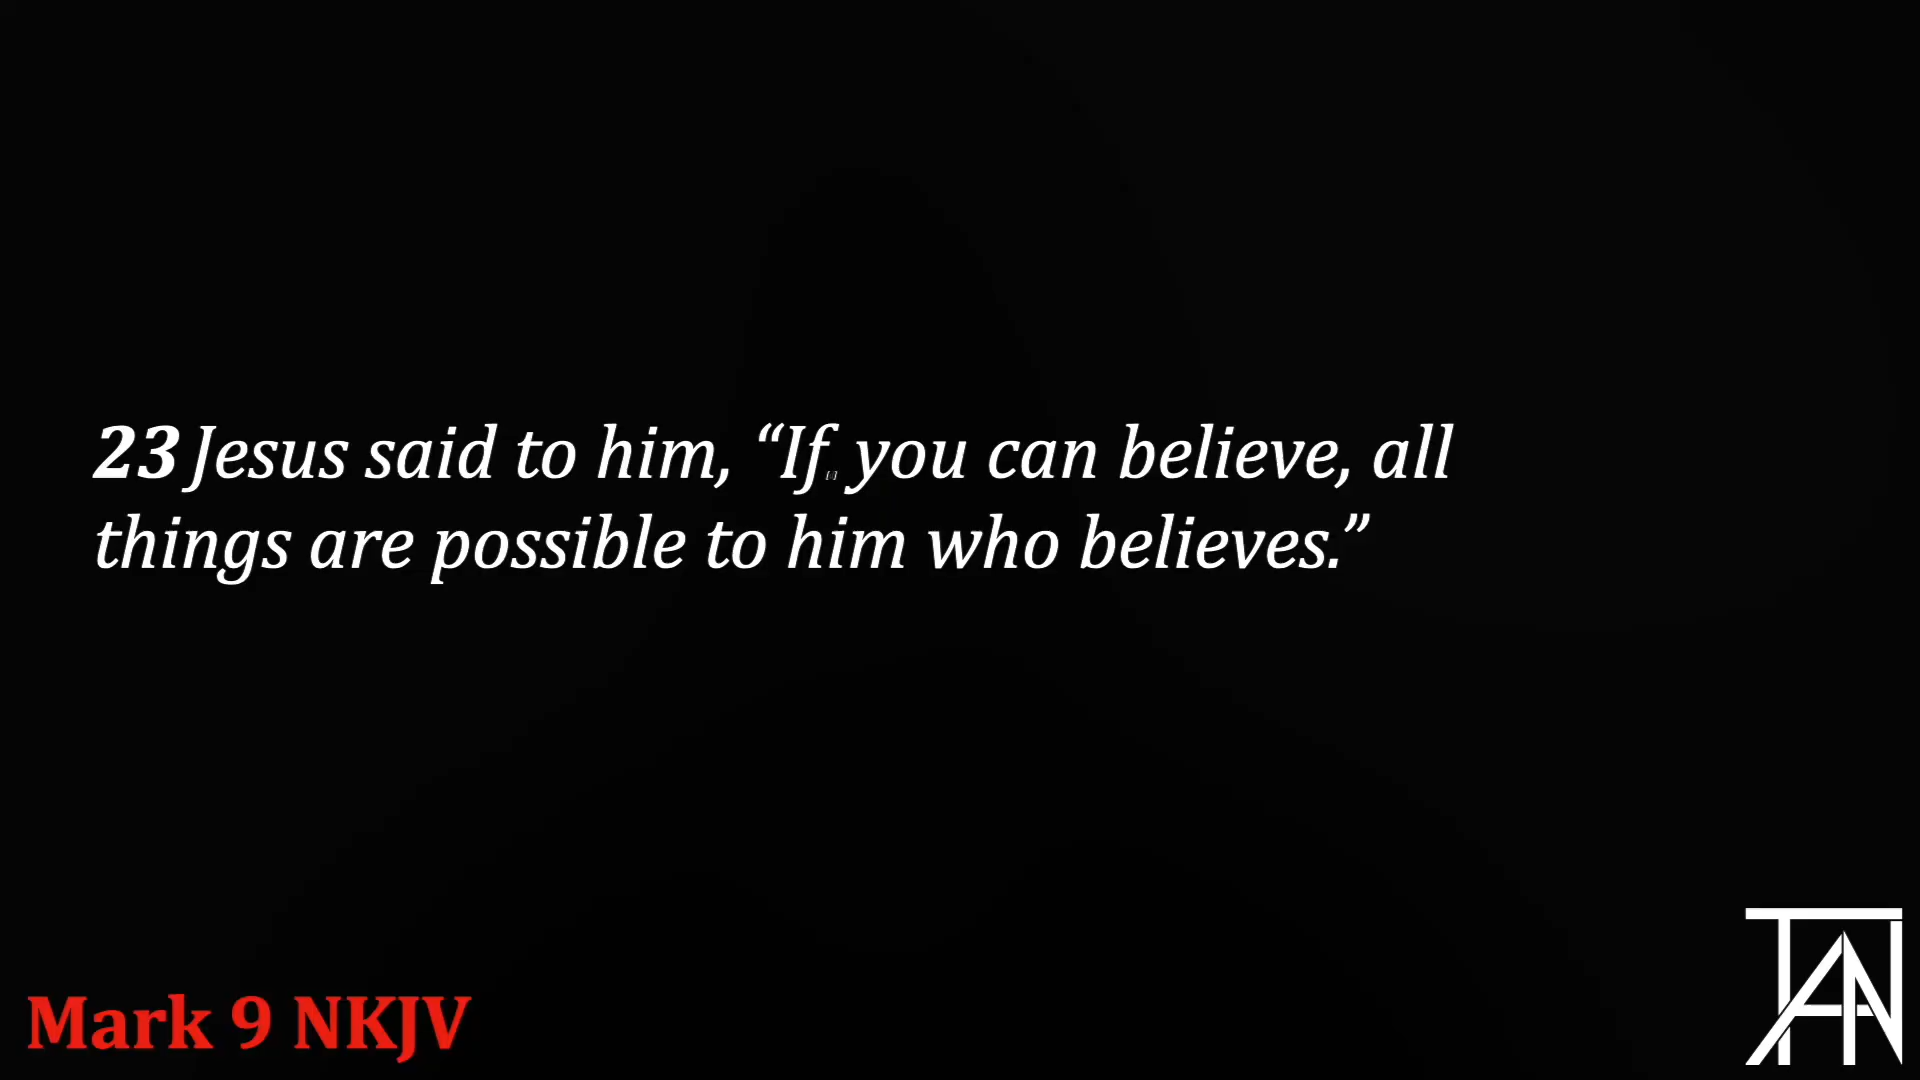 23 Jesus said to him, “If you can believe, all
things are possible to him who believes.”
Mark 9 NKJV
TAN